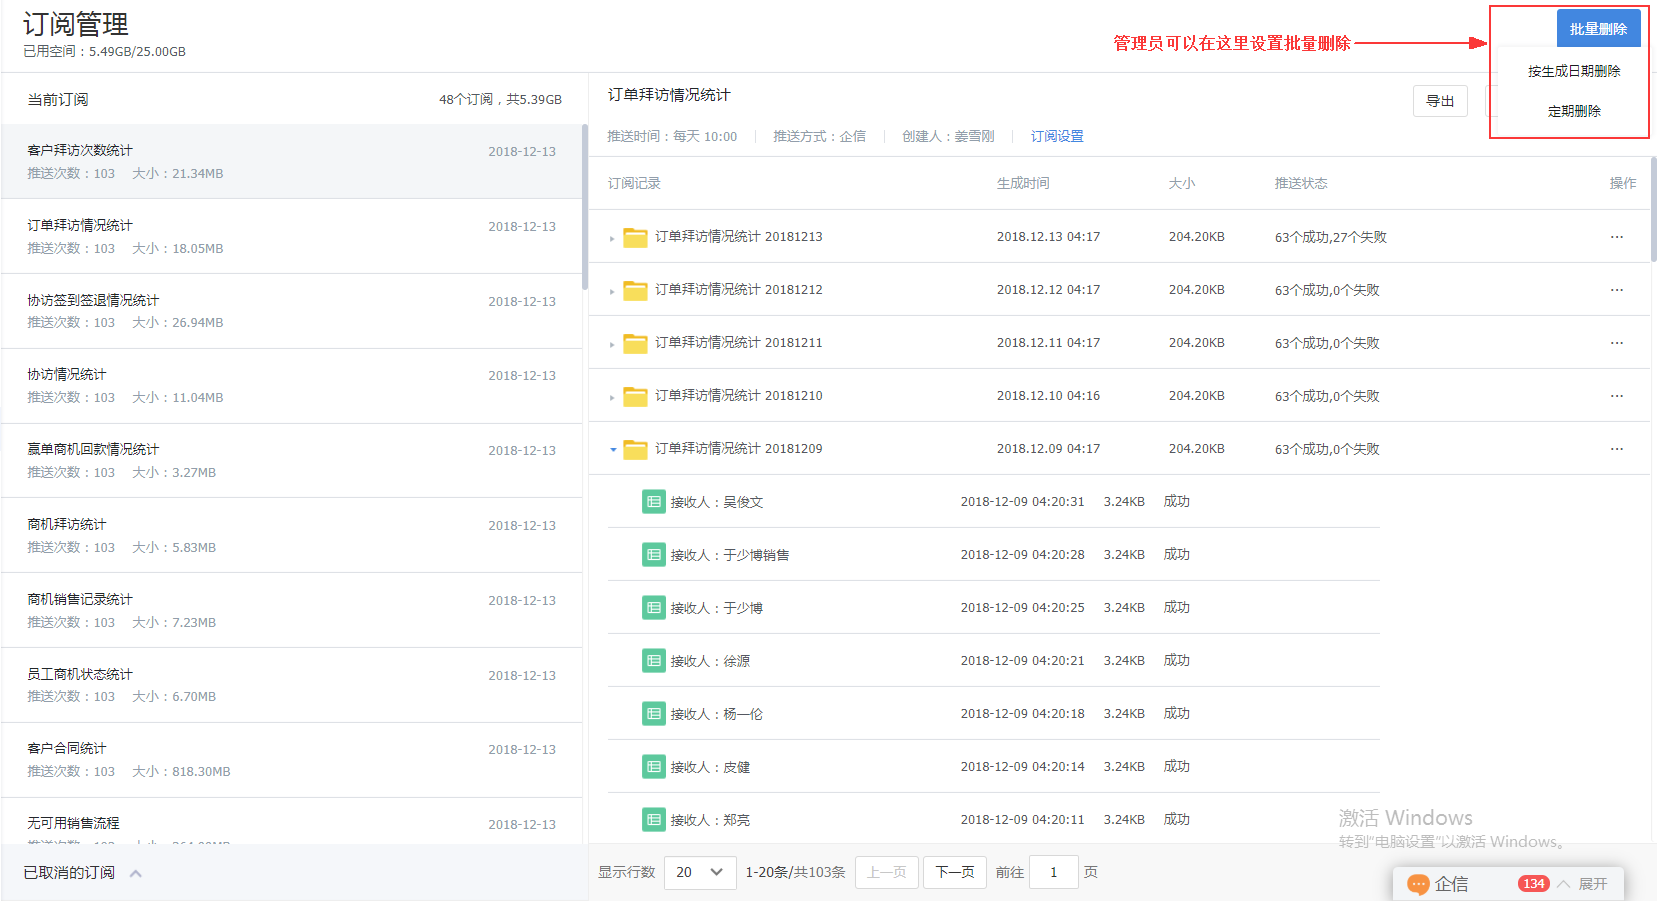 订阅管理
已用空间：5.49GB/25.00GB
管理员可以在这里设置批量删除
批量删除
按生成日期删除
定期删除
当前订阅
48个订阅，共5.39GB
客户拜访次数统计
2018-12-13
推送次数：103 大小：21.34MB
订单拜访情况统计
2018-12-13
推送次数：103 大小：18.05MB
协访签到签退情况统计
2018-12-13
推送次数：103 大小：26.94MB
协访情况统计
2018-12-13
推送次数：103 大小：11.04MB
赢单商机回款情况统计
2018-12-13
推送次数：103 大小：3.27MB
商机拜访统计
2018-12-13
推送次数：103 大小：5.83MB
商机销售记录统计
2018-12-13
推送次数：103 大小：7.23MB
员工商机状态统计
2018-12-13
推送次数：103 大小：6.70MB
客户合同统计
2018-12-13
推送次数：103 大小：818.30MB
无可用销售流程
2018-12-13
已取消的订阅
订单拜访情况统计
导出
推送时间：每天 10:00 推送方式：企信 创建人：姜雪刚 订阅设置
订阅记录 生成时间 大小 推送状态 操作
订单拜访情况统计 20181213 2018.12.13 04:17 204.20KB 63个成功,27个失败 ···
订单拜访情况统计 20181212 2018.12.12 04:17 204.20KB 63个成功,0个失败 ···
订单拜访情况统计 20181211 2018.12.11 04:17 204.20KB 63个成功,0个失败 ···
订单拜访情况统计 20181210 2018.12.10 04:16 204.20KB 63个成功,0个失败 ···
订单拜访情况统计 20181209 2018.12.09 04:17 204.20KB 63个成功,0个失败 ···
接收人：吴俊文 2018-12-09 04:20:31 3.24KB 成功
接收人：于少博销售 2018-12-09 04:20:28 3.24KB 成功
接收人：于少博 2018-12-09 04:20:25 3.24KB 成功
接收人：徐源 2018-12-09 04:20:21 3.24KB 成功
接收人：杨一伦 2018-12-09 04:20:18 3.24KB 成功
接收人：皮健 2018-12-09 04:20:14 3.24KB 成功
接收人：郑亮 2018-12-09 04:20:11 3.24KB 成功
激活 Windows
转到"电脑设置"以激活 Windows。
显示行数 20 1-20条/共103条 上一页 下一页 前往 1 页
企信 134 展开